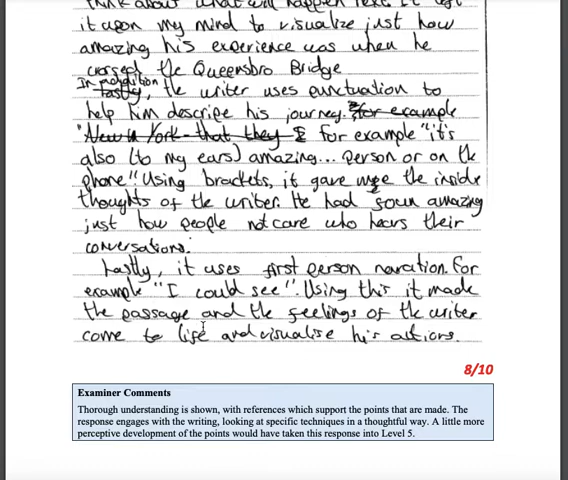 think about what will happen next. It left
it upon my mind to visualize just how
amazing his experience was when he
crossed the Queensbro Bridge
In addition
Lastly, the writer uses punctuation to
help him describe his journey. For example
"New in York - that they I for example "it's
also (to my ears) amazing... person or on the
phone". Using brackets, it gave me the inside
thoughts of the writer. He had foun amazing
just how people not care who hears their
conversations.
Lastly, it uses first person narration. For
example "I could see". Using this it made
the passage and the feelings of the writer
come to life and visualise his actions.
8/10
Examiner Comments
Thorough understanding is shown, with references which support the points that are made. The
response engages with the writing, looking at specific techniques in a thoughtful way. A little more
perceptive development of the points would have taken this response into Level 5.